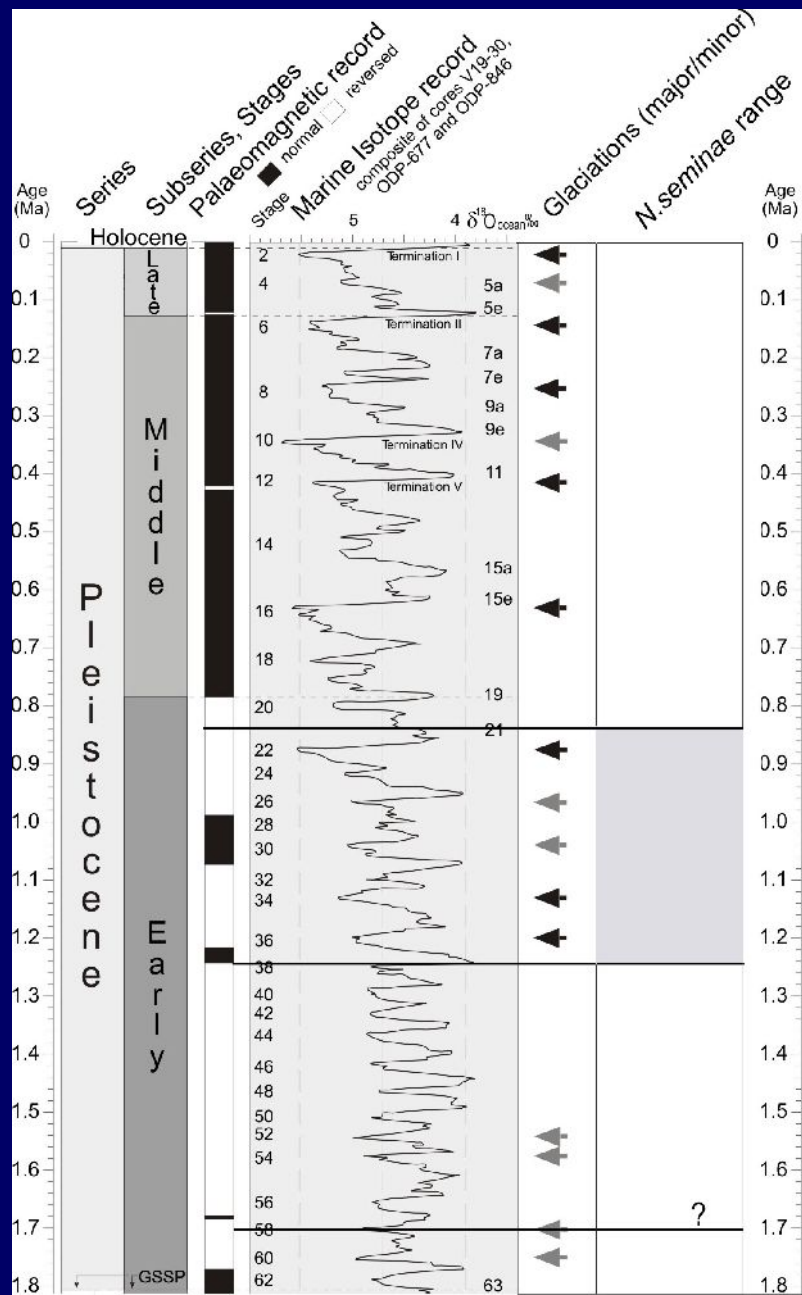 Age
(Ma)
Series
Subseries, Stages
Palaeomagnetic record
normal reversed
Stage
Marine Isotope record
composite of cores V19-30,
ODP-677 and ODP-846
5
4 δ¹⁸Oocean‰
Glaciations (major/minor)
N.seminae range
Age
(Ma)
0
0.1
0.2
0.3
0.4
0.5
0.6
0.7
0.8
0.9
1.0
1.1
1.2
1.3
1.4
1.5
1.6
1.7
1.8
Holocene
Pleistocene
Late
Middle
Early
GSSP
2
4
6
8
10
12
14
16
18
20
22
24
26
28
30
32
34
36
38
40
42
44
46
48
50
52
54
56
58
60
62
Termination I
Termination II
Termination IV
Termination V
5a
5e
7a
7e
9a
9e
11
15a
15e
19
21
63
?
0
0.1
0.2
0.3
0.4
0.5
0.6
0.7
0.8
0.9
1.0
1.1
1.2
1.3
1.4
1.5
1.6
1.7
1.8